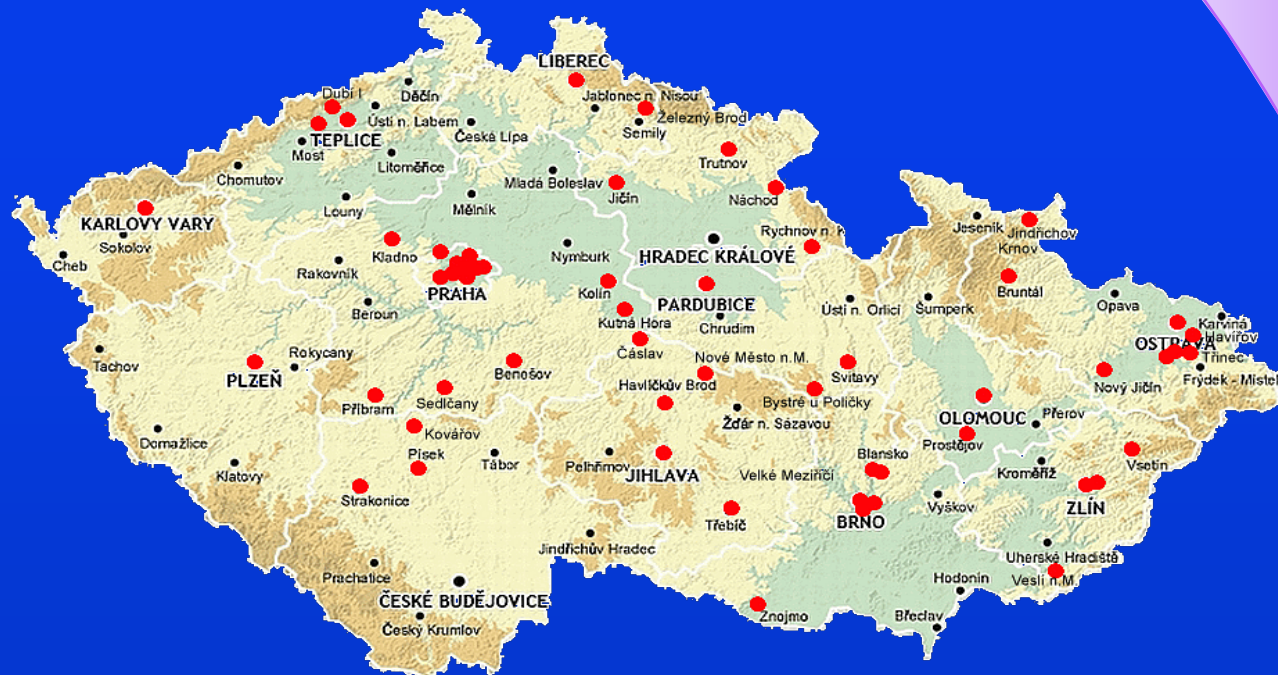 LIBEREC
Dubí I
Děčín
Jablonec n. Nisou
Železný Brod
Ústí n. Labem
Česká Lípa
Semily
TEPLICE
Most
Litoměřice
Trutnov
Chomutov
Mladá Boleslav
Jičín
Náchod
Louny
Mělník
KARLOVY VARY
Sokolov
Jeseník
Jindřichov
Krnov
Rychnov n. K
Cheb
Kladno
Nymburk
HRADEC KRÁLOVÉ
Rakovník
PRAHA
Kolín
PARDUBICE
Bruntál
Opava
Beroun
Kutná Hora
Chrudim
Ústí n. Orlicí
Šumperk
Karviná
Havířov
OSTRAVA
Třinec
Tachov
Rokycany
PLZEŇ
Benešov
Čáslav
Nové Město n.M.
Svitavy
Nový Jičín
Frýdek - Místek
Havlíčkův Brod
Příbram
Sedlčany
Bystré u Poličky
Žďár n. Sázavou
OLOMOUC
Přerov
Kovářov
Domažlice
Písek
Tábor
Prostějov
Pelhřimov
JIHLAVA
Velké Meziříčí
Blansko
Kroměříž
Vsetín
Klatovy
Strakonice
Třebíč
BRNO
Vyškov
ZLÍN
Jindřichův Hradec
Uherské Hradiště
Prachatice
Hodonín
Veslí n.M.
ČESKÉ BUDĚJOVICE
Znojmo
Břeclav
Český Krumlov